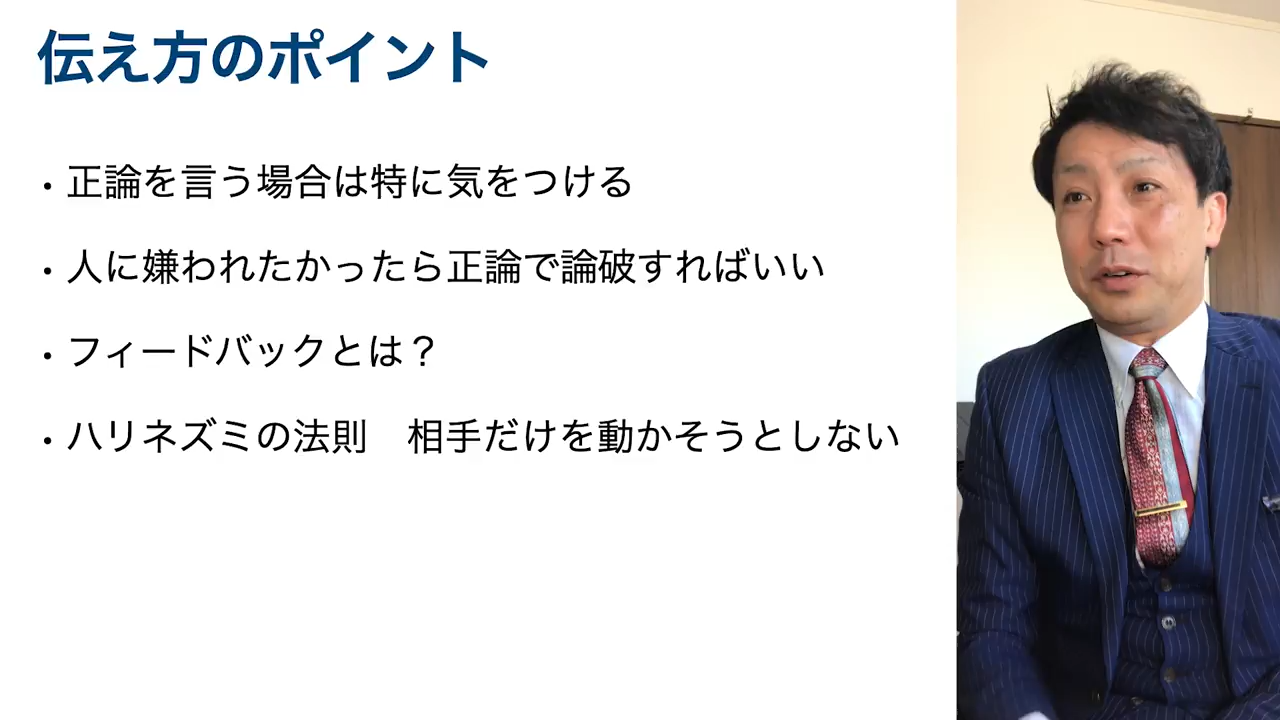 伝え方のポイント
・正論を言う場合は特に気をつける
・人に嫌われたかったら正論で論破すればいい
・フィードバックとは？
・ハリネズミの法則　相手だけを動かそうとしない